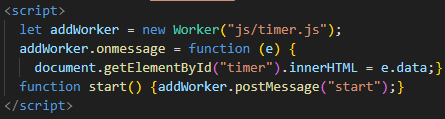 <script>
let addWorker = new Worker("js/timer.js");
addWorker.onmessage = function (e) {
document.getElementById("timer").innerHTML = e.data;}
function start() {addWorker.postMessage("start");}
</script>